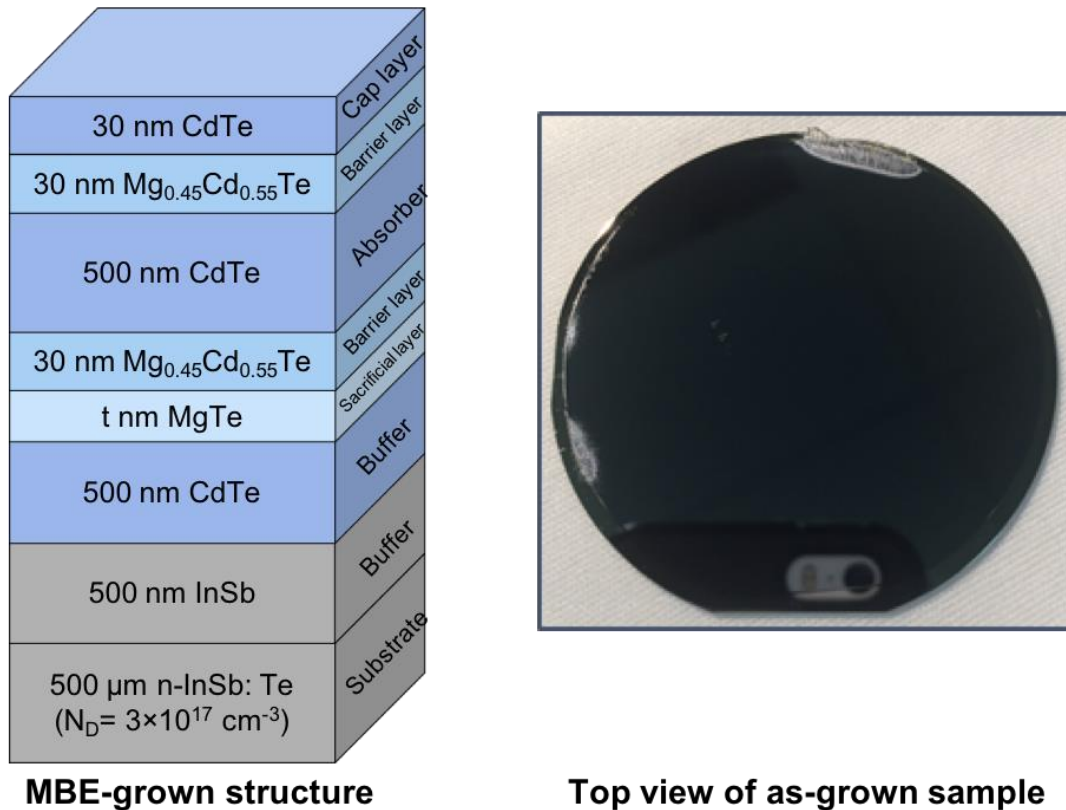 30 nm CdTe
Cap layer
30 nm Mg₀.₄₅Cd₀.₅₅Te
Barrier layer
500 nm CdTe
Absorber
30 nm Mg₀.₄₅Cd₀.₅₅Te
Barrier layer
t nm MgTe
Sacrificial layer
500 nm CdTe
Buffer
500 nm InSb
Buffer
500 µm n-InSb: Te
(N_D= 3×10¹⁷ cm⁻³)
Substrate
MBE-grown structure
Top view of as-grown sample